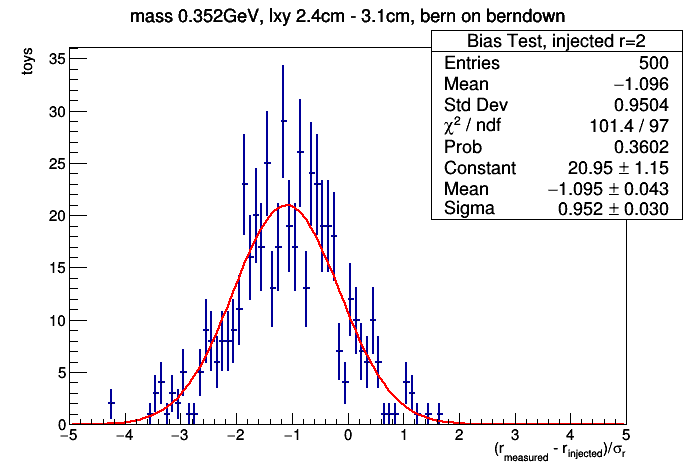 mass 0.352GeV, lxy 2.4cm - 3.1cm, bern on berndown
toys
Bias Test, injected r=2
Entries 500
Mean −1.096
Std Dev 0.9504
χ² / ndf 101.4 / 97
Prob 0.3602
Constant 20.95 ± 1.15
Mean −1.095 ± 0.043
Sigma 0.952 ± 0.030
35
30
25
20
15
10
5
0
−5 −4 −3 −2 −1 0 1 2 3 4 5
(r_measured - r_injected)/σ_r